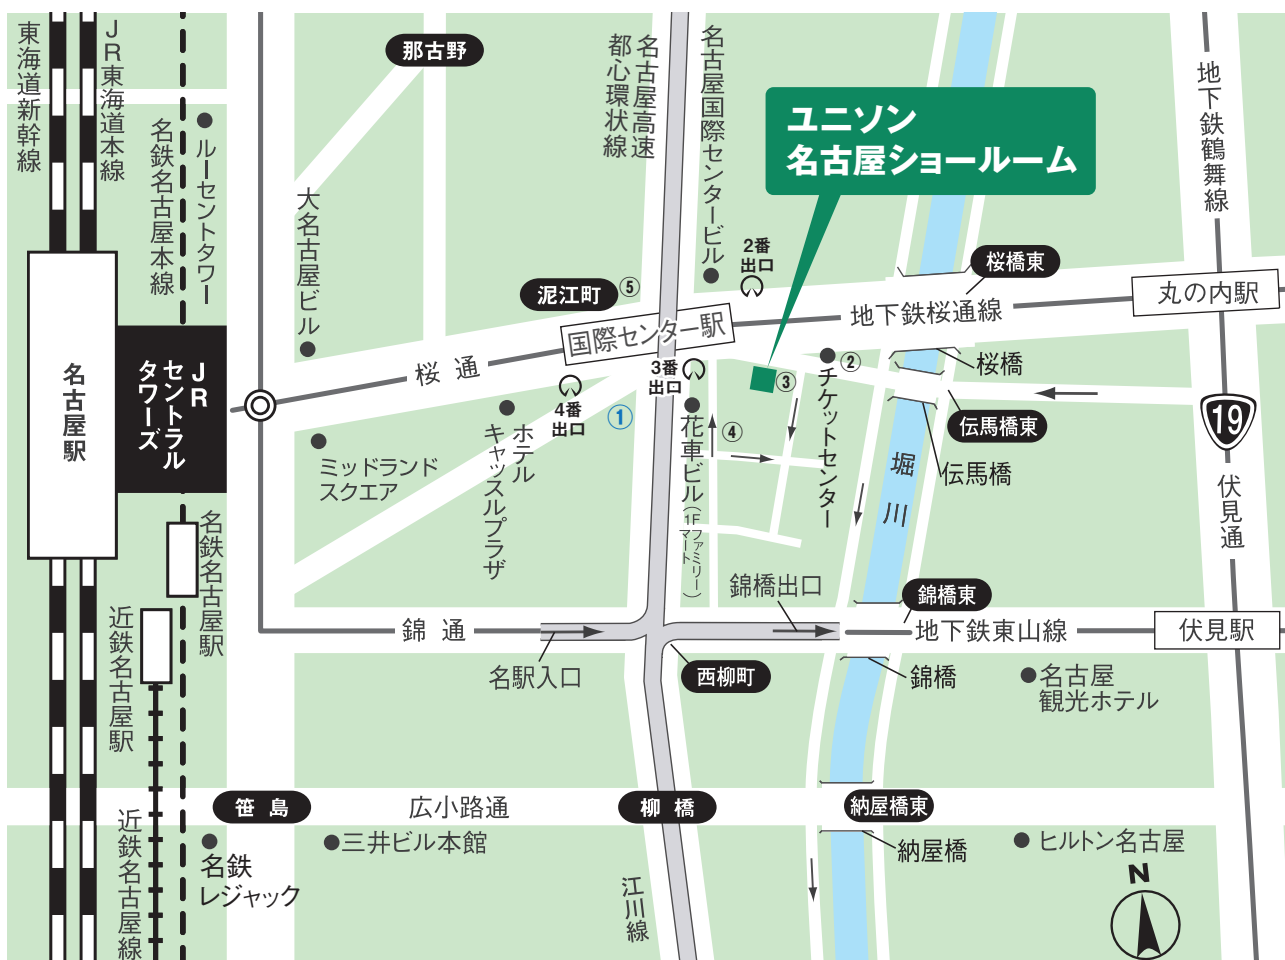 東海道新幹線
JR東海道本線
名鉄名古屋本線
ルーセントタワー
那古野
大名古屋ビル
名古屋高速
都心環状線
名古屋国際センタービル
ユニソン
名古屋ショールーム
地下鉄鶴舞線
2番
出口
桜橋東
泥江町
⑤
国際センター駅
地下鉄桜通線
丸の内駅
桜通
3番
出口
4番
出口
①
②
③
④
桜橋
伝馬橋東
伝馬橋
19
伏見通
名古屋駅
JR
セントラル
タワーズ
ミッドランド
スクエア
ホテル
キャッスルプラザ
花車ビル
(1Fファミリー
マート)
チケットセンター
堀川
名鉄名古屋駅
近鉄名古屋駅
錦通
名駅入口
錦橋出口
錦橋東
地下鉄東山線
伏見駅
西柳町
錦橋
名古屋
観光ホテル
笹島
広小路通
柳橋
納屋橋東
納屋橋
ヒルトン名古屋
三井ビル本館
名鉄
レジャック
近鉄名古屋線
江川線
N